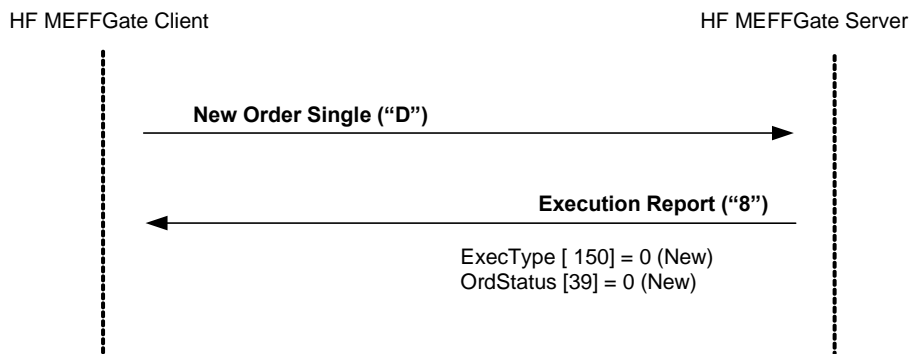 HF MEFFGate Client
HF MEFFGate Server
New Order Single (“D”)
Execution Report (“8”)
ExecType [ 150] = 0 (New)
OrdStatus [39] = 0 (New)